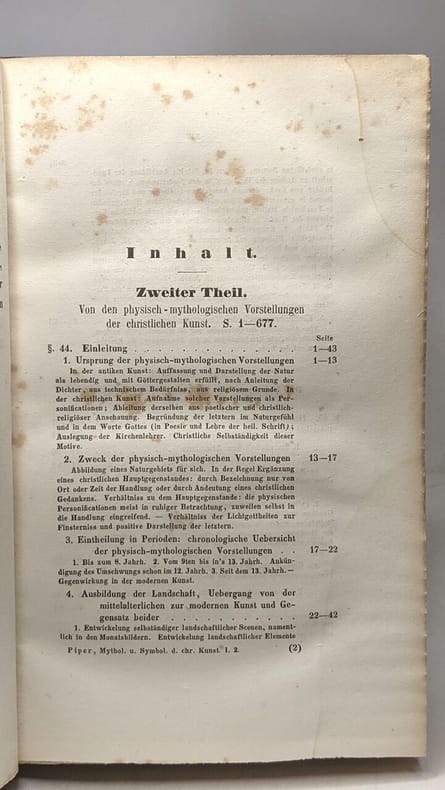 Inhalt.
Zweiter Theil.
Von den physisch-mythologischen Vorstellungen
der christlichen Kunst. S. 1—677.
Seite
§. 44. Einleitung . . . . . . . . . . . . . . 1—43
1. Ursprung der physisch-mythologischen Vorstellungen 1—13
In der antiken Kunst: Auffassung und Darstellung der Natur
als lebendig und mit Göttergestalten erfüllt, nach Anleitung der
Dichter, aus technischem Bedürfniss, aus religiösem Grunde. In
der christlichen Kunst: Aufnahme solcher Vorstellungen als Per-
sonificationen; Ableitung derselben aus poetischer und christlich-
religiöser Anschauung. Begründung der letztern im Naturgefühl
und in dem Worte Gottes (in Poesie und Lehre der heil. Schrift);
Auslegung der Kirchenlehrer. Christliche Selbständigkeit dieser
Motive.
2. Zweck der physisch-mythologischen Vorstellungen 13—17
Abbildung eines Naturgebiets für sich. In der Regel Ergänzung
eines christlichen Hauptgegenstandes: durch Bezeichnung nur von
Ort oder Zeit der Handlung oder durch Andeutung eines christlichen
Gedankens. Verhältniss zu dem Hauptgegenstande: die physischen
Personificationen meist in ruhiger Betrachtung, zuweilen selbst in
die Handlung eingreifend. — Verhältniss der Lichtgottheiten zur
Finsterniss und positive Darstellung der letztern.
3. Eintheilung in Perioden: chronologische Uebersicht
der physisch-mythologischen Vorstellungen . . 17—22
1. Bis zum 8. Jahrh. 2. Vom 9ten bis in's 13. Jahrh. Ankün-
digung des Umschwungs schon im 12. Jahrh. 3. Seit dem 13. Jahrh. —
Gegenwirkung in der modernen Kunst.
4. Ausbildung der Landschaft, Uebergang von der
mittelalterlichen zur modernen Kunst und Ge-
gensatz beider . . . . . . . . . . . 22—42
1. Entwickelung selbständiger landschaftlicher Scenen, nament-
lich in den Monatsbildern. Entwickelung landschaftlicher Elemente
Piper, Mythol. u. Symbol. d. chr. Kunst. I. 2. (2)